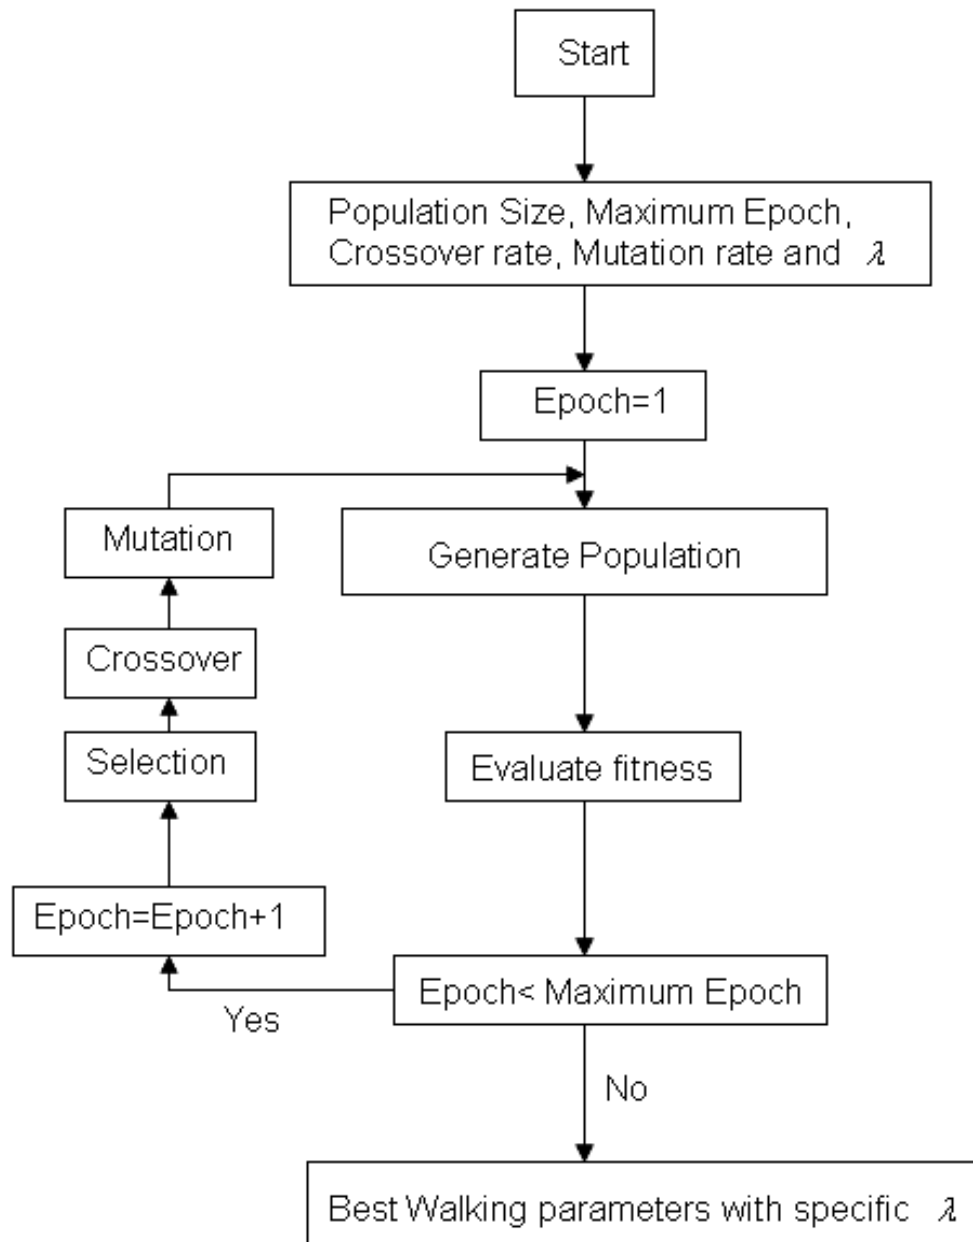 Start
Population Size, Maximum Epoch,
Crossover rate, Mutation rate and λ
Epoch=1
Mutation
Generate Population
Crossover
Selection
Evaluate fitness
Epoch=Epoch+1
Epoch< Maximum Epoch
Yes
No
Best Walking parameters with specific λ